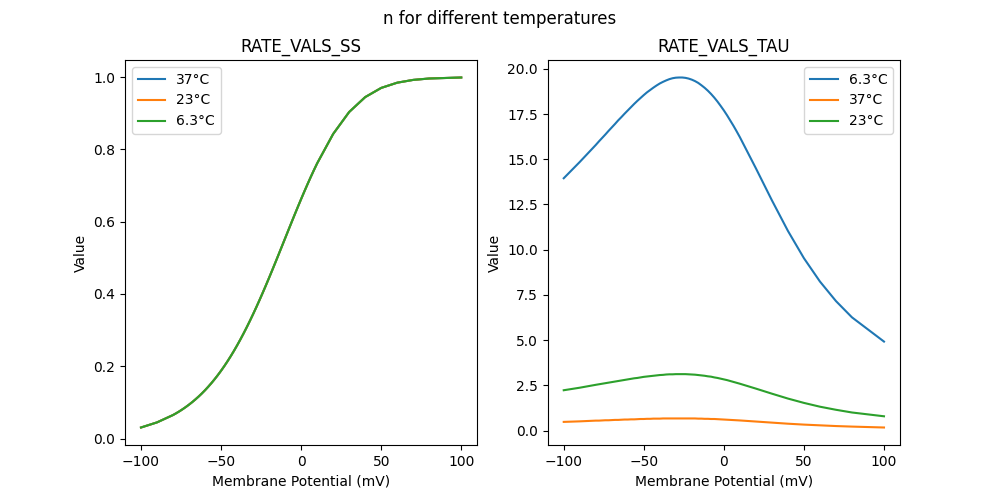 n for different temperatures
RATE_VALS_SS
37°C
23°C
6.3°C
1.0
0.8
0.6
0.4
0.2
0.0
Value
−100
−50
0
50
100
Membrane Potential (mV)
RATE_VALS_TAU
6.3°C
37°C
23°C
20.0
17.5
15.0
12.5
10.0
7.5
5.0
2.5
0.0
Value
−100
−50
0
50
100
Membrane Potential (mV)